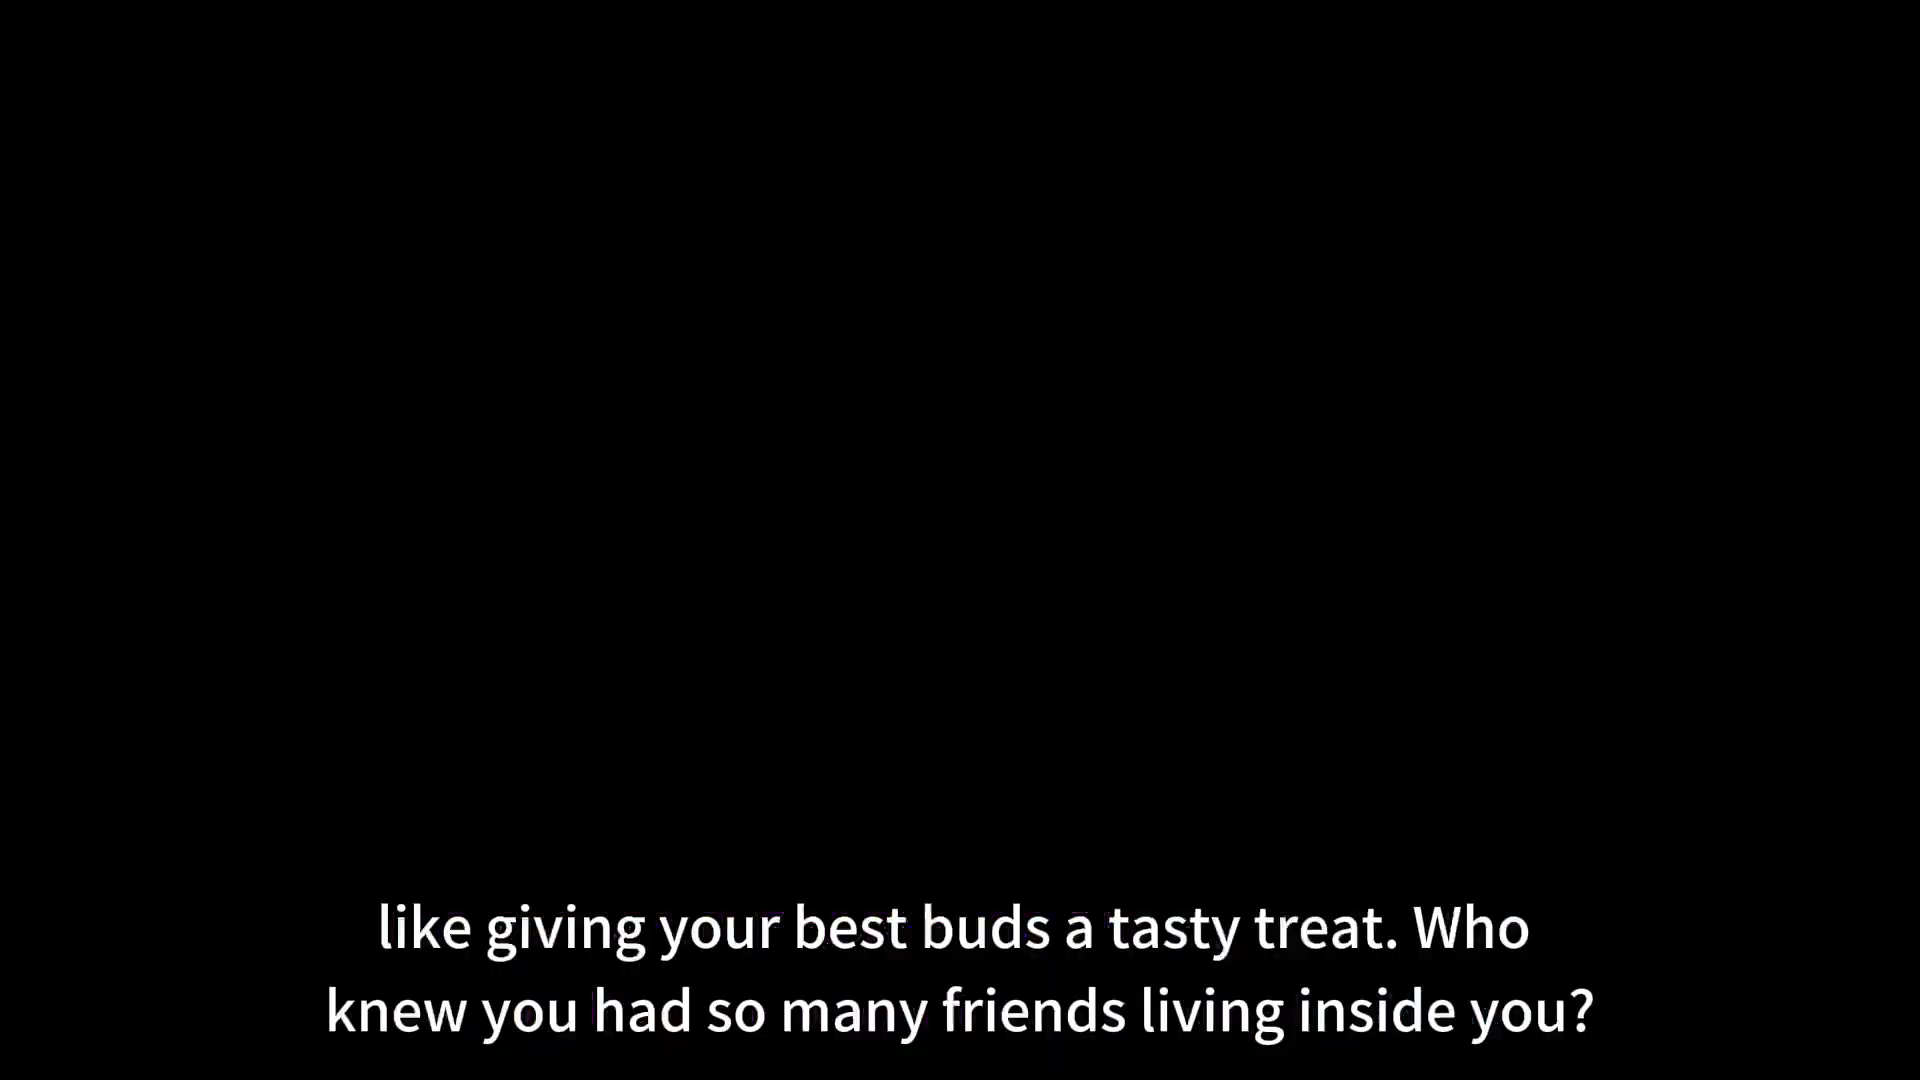 like giving your best buds a tasty treat. Who
knew you had so many friends living inside you?